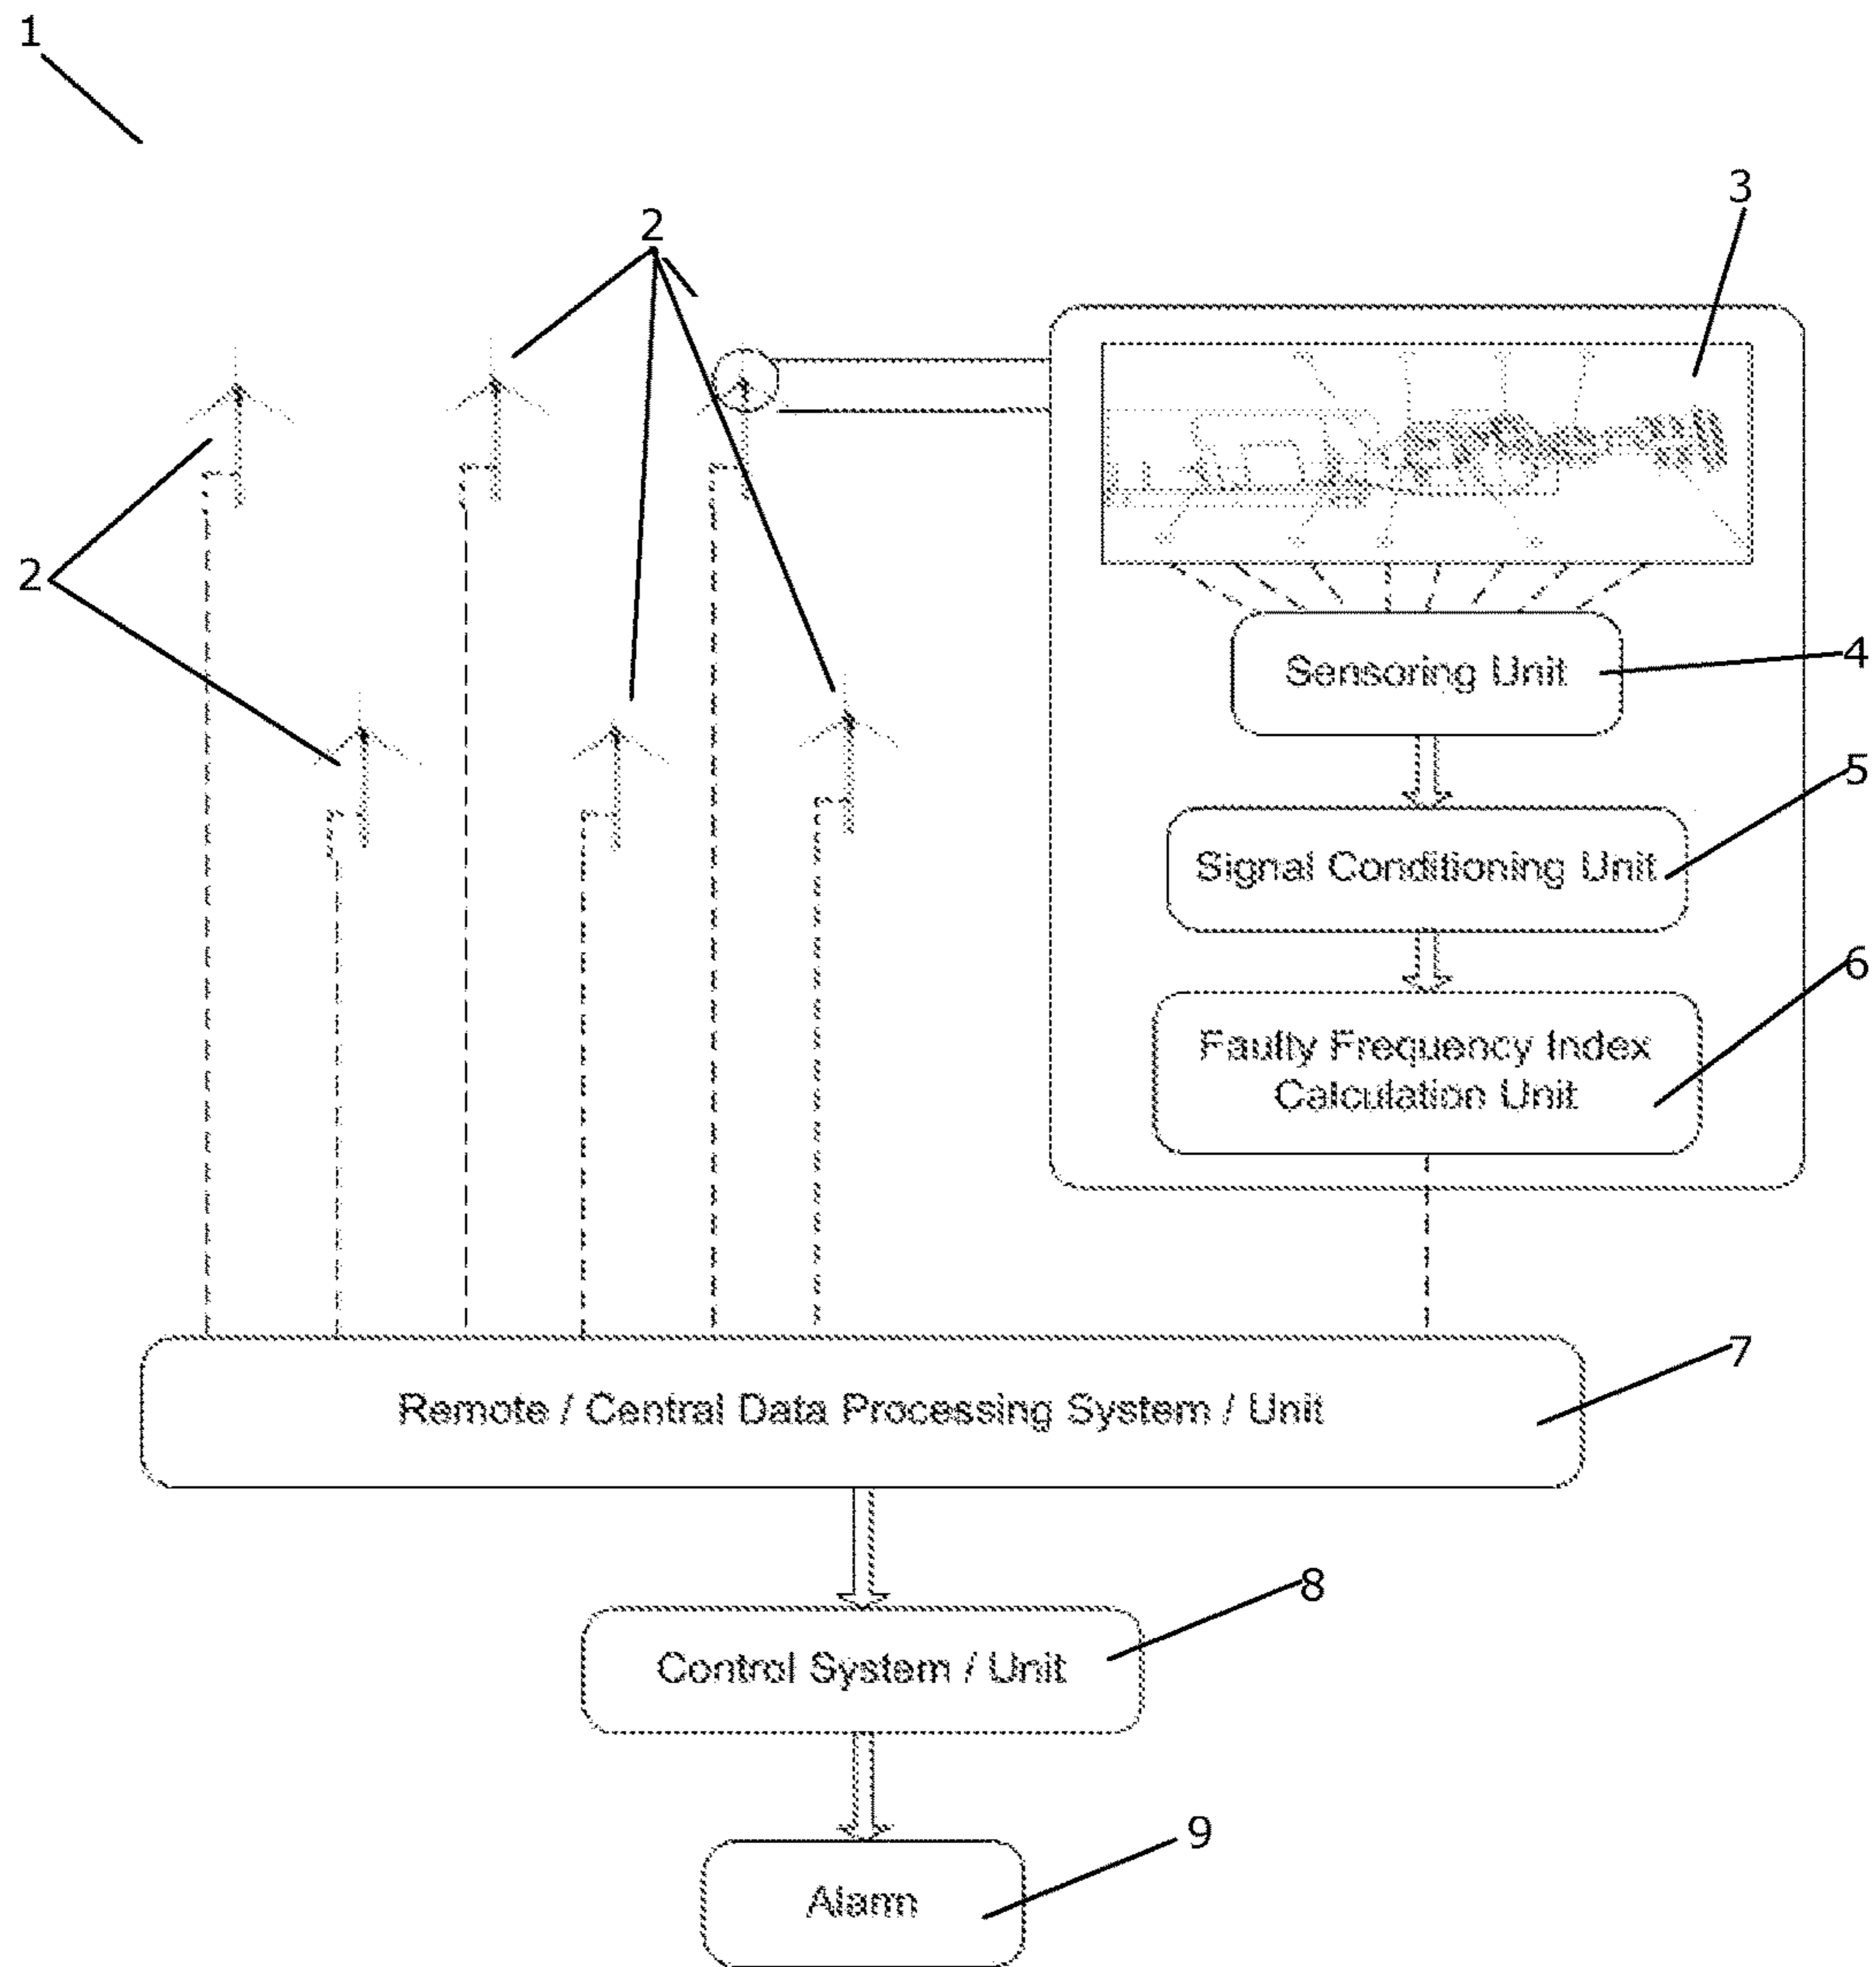 1
2
3
2
Sensoring Unit
4
5
Signal Conditioning Unit
6
Faulty Frequency Index
Calculation Unit
7
Remote / Central Data Processing System / Unit
8
Control System / Unit
9
Alarm